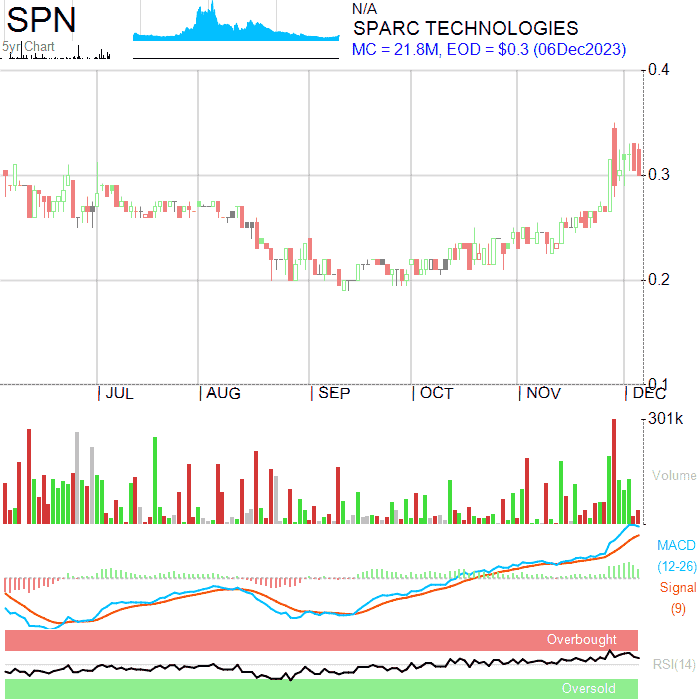 SPN
5yr Chart
N/A
SPARC TECHNOLOGIES
MC = 21.8M, EOD = $0.3 (06Dec2023)
0.4
0.3
0.2
0.1
JUL AUG SEP OCT NOV DEC
301k
Volume
MACD
(12-26)
Signal
(9)
Overbought
RSI(14)
Oversold